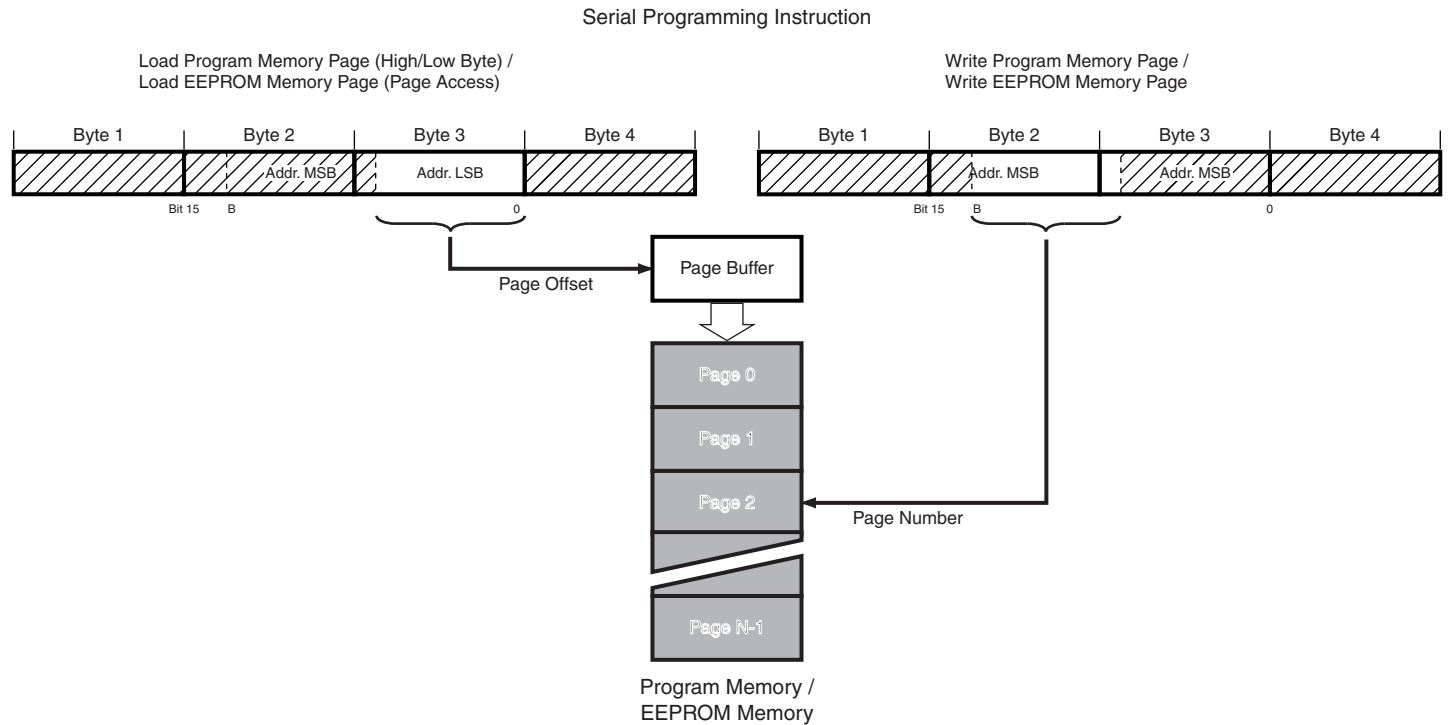 Serial Programming Instruction
Load Program Memory Page (High/Low Byte) /
Load EEPROM Memory Page (Page Access)
Write Program Memory Page /
Write EEPROM Memory Page
Byte 1 Byte 2 Byte 3 Byte 4
Byte 1 Byte 2 Byte 3 Byte 4
Addr. MSB Addr. LSB
Addr. MSB Addr. MSB
Bit 15 B 0
Bit 15 B 0
Page Buffer
Page Offset
Page 0
Page 1
Page 2
Page Number
Page N-1
Program Memory /
EEPROM Memory